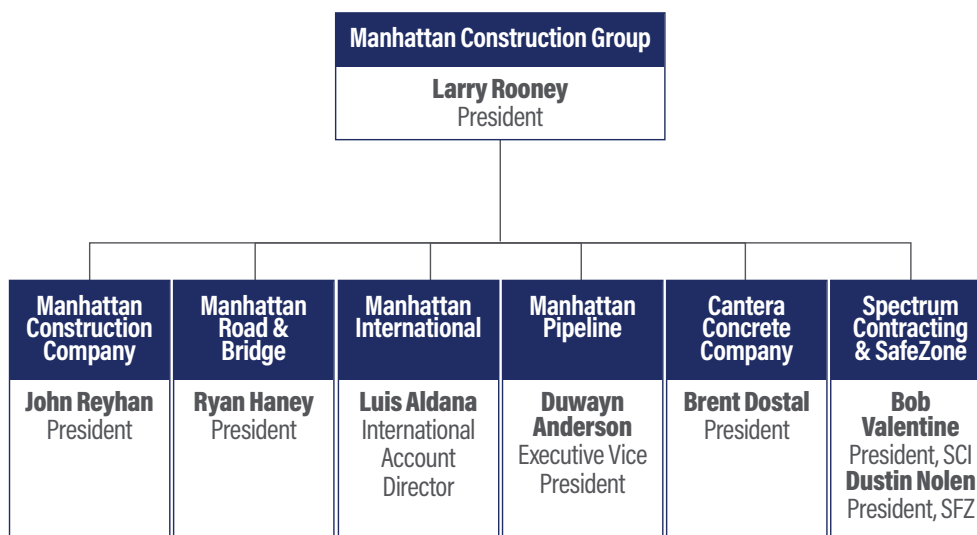 Manhattan Construction Group
Larry Rooney
President
Manhattan
Construction
Company
John Reyhan
President
Manhattan
Road &
Bridge
Ryan Haney
President
Manhattan
International
Luis Aldana
International
Account
Director
Manhattan
Pipeline
Duwayn
Anderson
Executive Vice
President
Cantera
Concrete
Company
Brent Dostal
President
Spectrum
Contracting
& SafeZone
Bob
Valentine
President, SCI
Dustin Nolen
President, SFZ